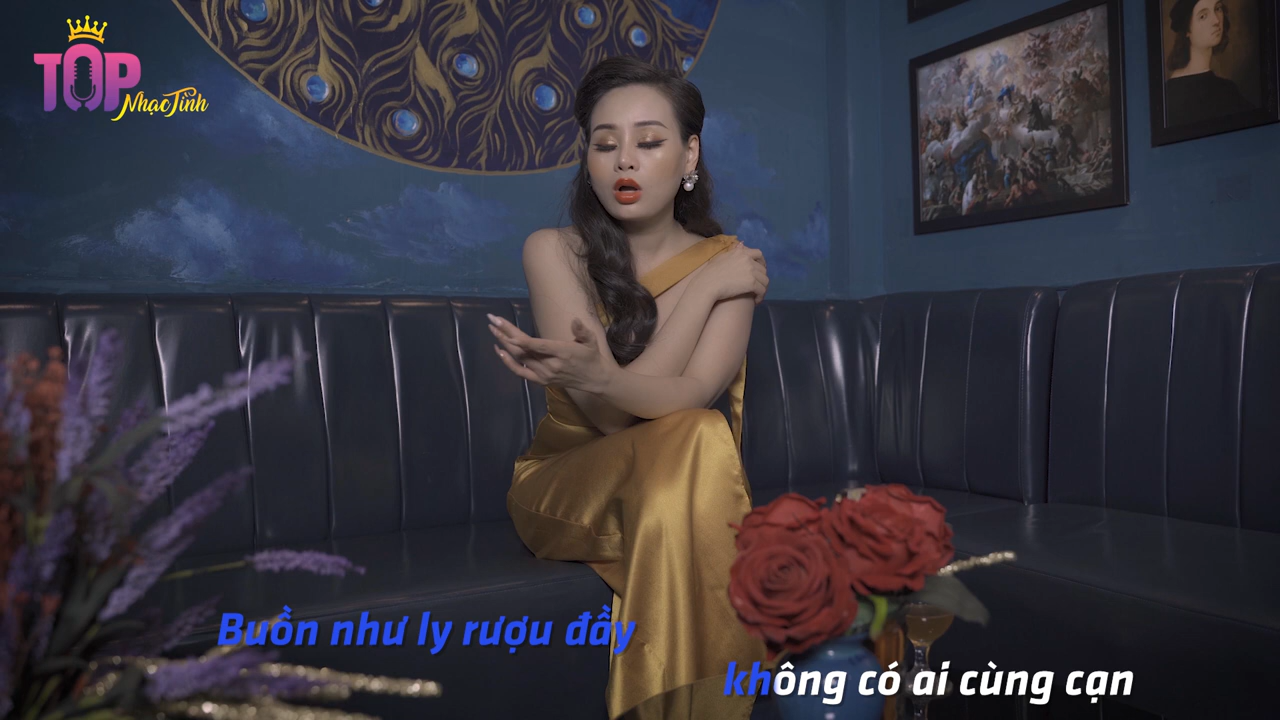 TOP
Nhạc Tình
Buồn như ly rượu đầy
không có ai cùng cạn